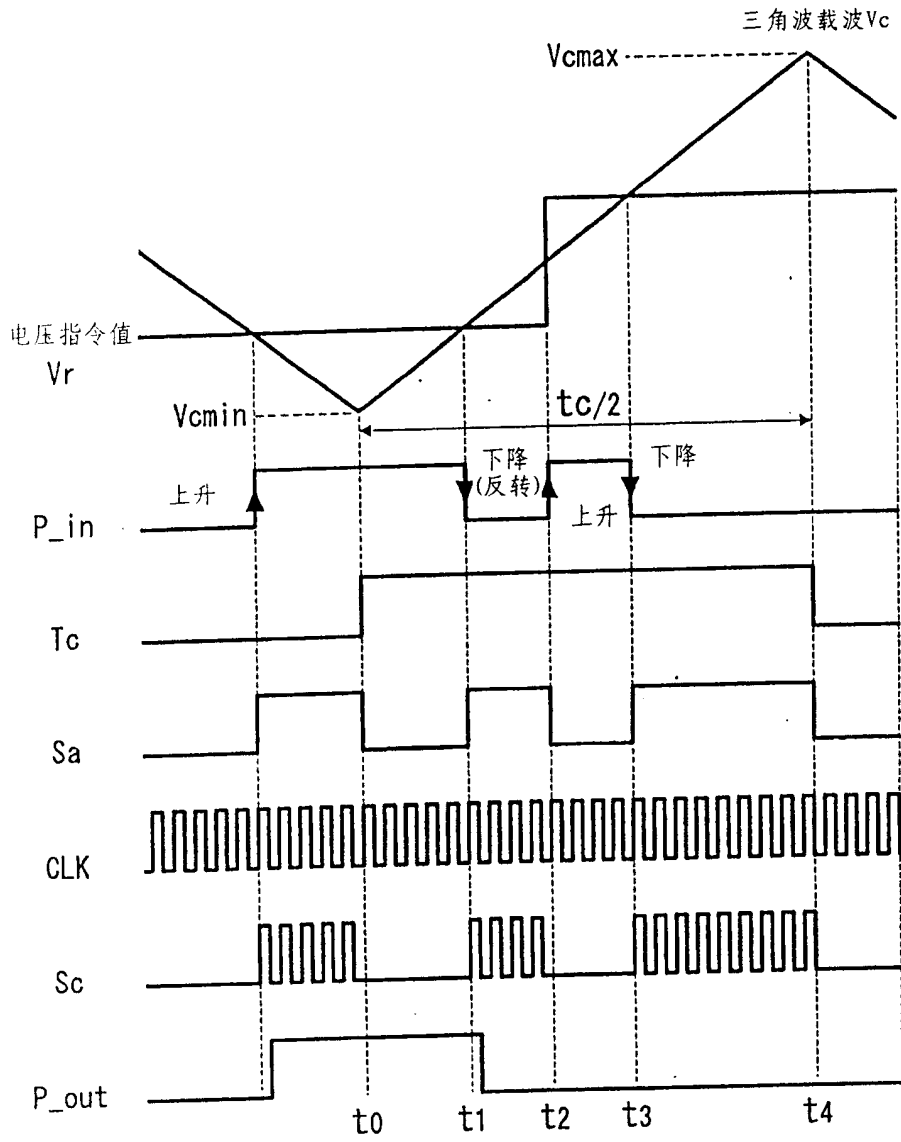 三角波载波Vc
Vcmax
电压指令值
Vr
Vcmin
tc/2
上升
下降
(反转)
上升
下降
P_in
Tc
Sa
CLK
Sc
P_out
t0
t1
t2
t3
t4